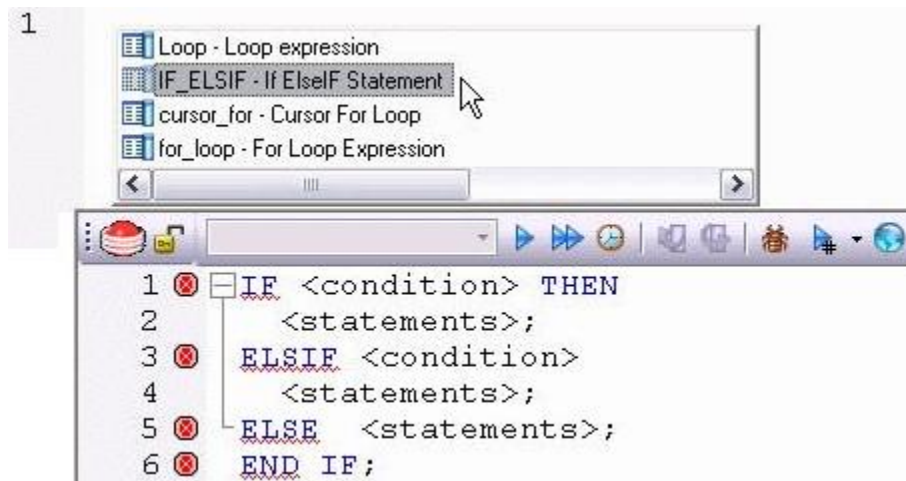 1
Loop - Loop expression
IF_ELSIF - If ElseIF Statement
cursor_for - Cursor For Loop
for_loop - For Loop Expression
1 IF <condition> THEN
2 <statements>;
3 ELSIF <condition>
4 <statements>;
5 ELSE <statements>;
6 END IF;